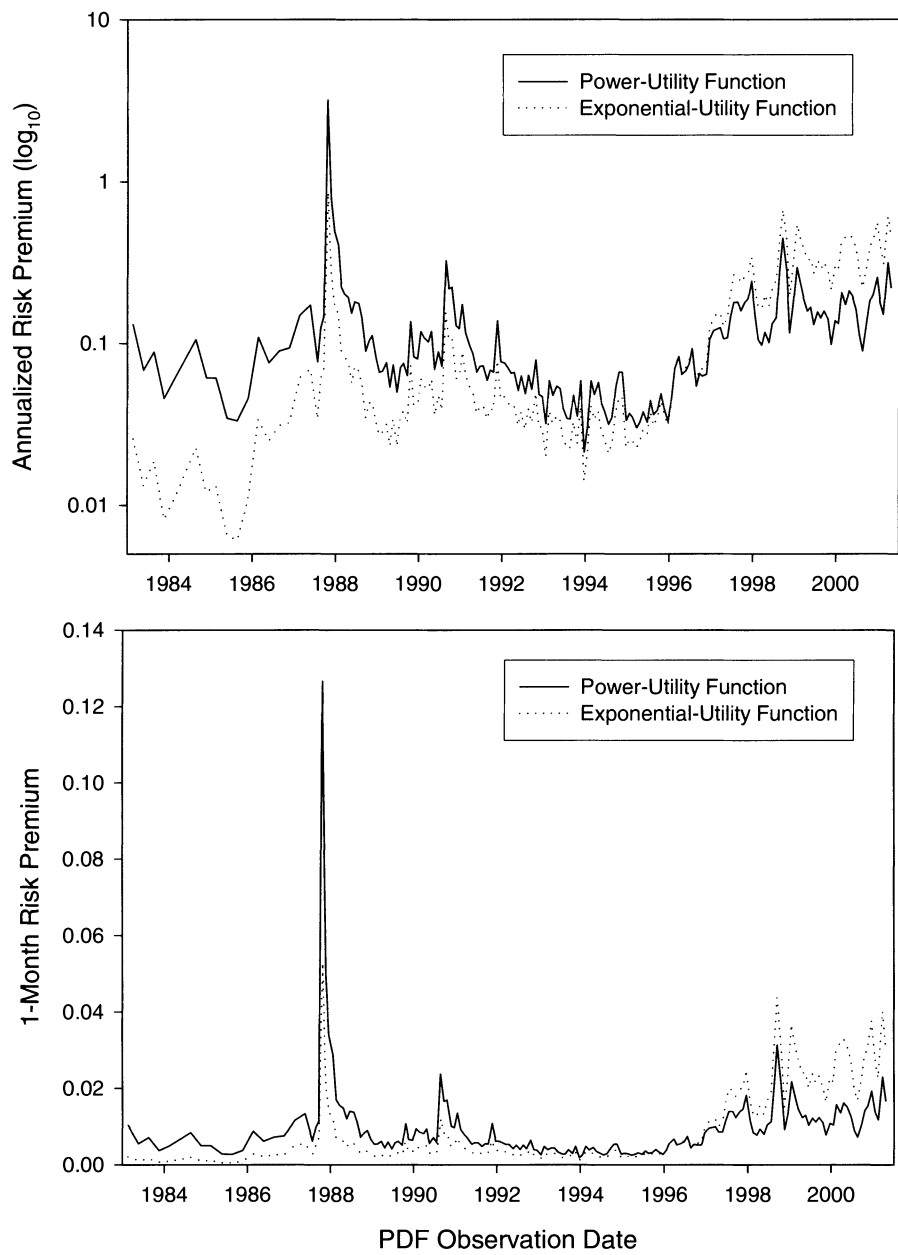 Annualized Risk Premium (log10)
10
1
0.1
0.01
Power-Utility Function
Exponential-Utility Function
1984 1986 1988 1990 1992 1994 1996 1998 2000
1-Month Risk Premium
0.14
0.12
0.10
0.08
0.06
0.04
0.02
0.00
Power-Utility Function
Exponential-Utility Function
1984 1986 1988 1990 1992 1994 1996 1998 2000
PDF Observation Date